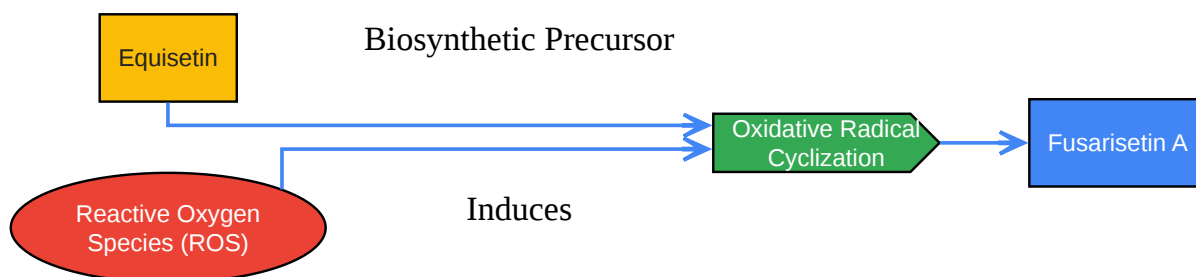 Equisetin
Biosynthetic Precursor
Oxidative Radical
Cyclization
Fusarisetin A
Reactive Oxygen
Species (ROS)
Induces